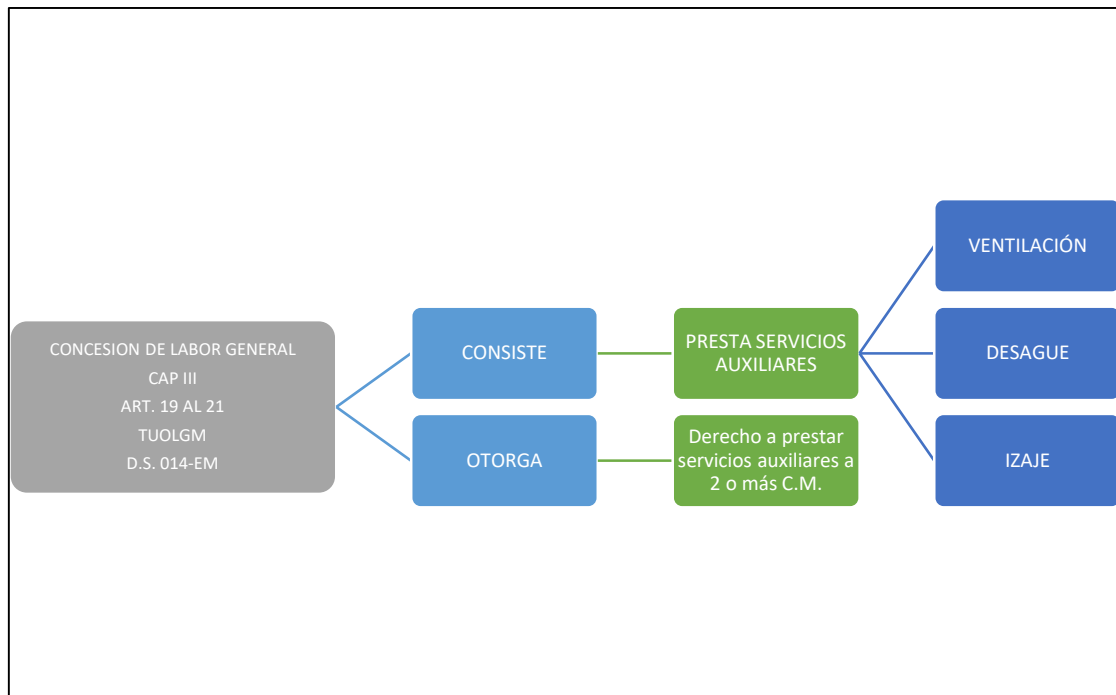 CONCESION DE LABOR GENERAL
CAP III
ART. 19 AL 21
TUOLGM
D.S. 014-EM
CONSISTE
OTORGA
PRESTA SERVICIOS
AUXILIARES
Derecho a prestar
servicios auxiliares a
2 o más C.M.
VENTILACIÓN
DESAGUE
IZAJE